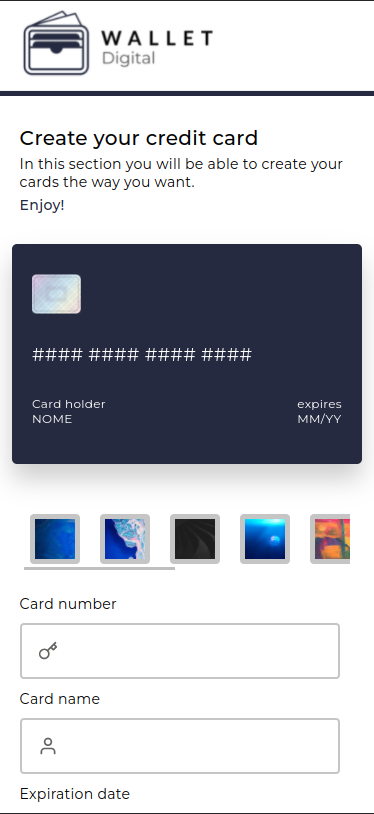 WALLET
Digital
Create your credit card
In this section you will be able to create your
cards the way you want.
Enjoy!
#### #### #### ####
Card holder
NOME
expires
MM/YY
Card number
Card name
Expiration date